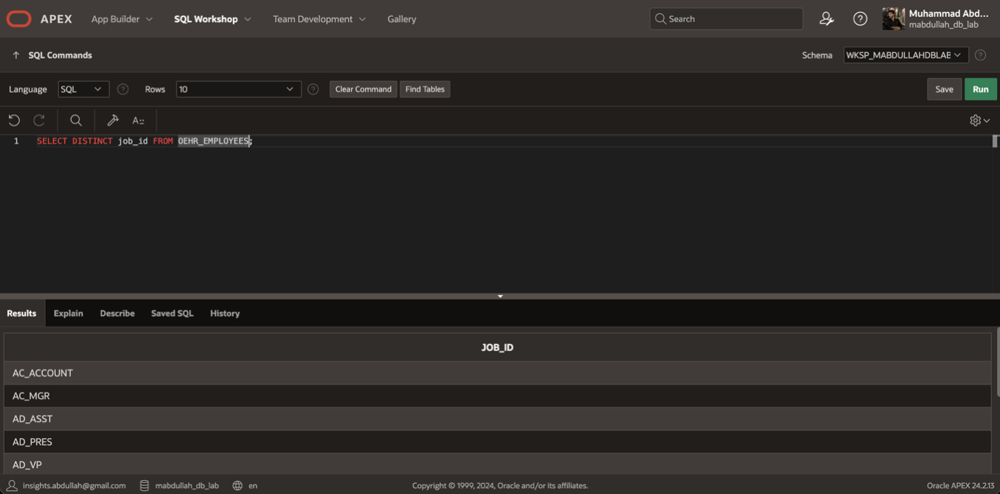 APEX App Builder SQL Workshop Team Development Gallery Search Muhammad Abd...
mabdullah_db_lab
SQL Commands Schema WKSP_MABDULLAHDBLAB
Language SQL Rows 10 Clear Command Find Tables Save Run
1 SELECT DISTINCT job_id FROM OEHR_EMPLOYEES;
Results Explain Describe Saved SQL History
JOB_ID
AC_ACCOUNT
AC_MGR
AD_ASST
AD_PRES
AD_VP
insights.abdullah@gmail.com mabdullah_db_lab en Copyright © 1999, 2024, Oracle and/or its affiliates. Oracle APEX 24.2.13